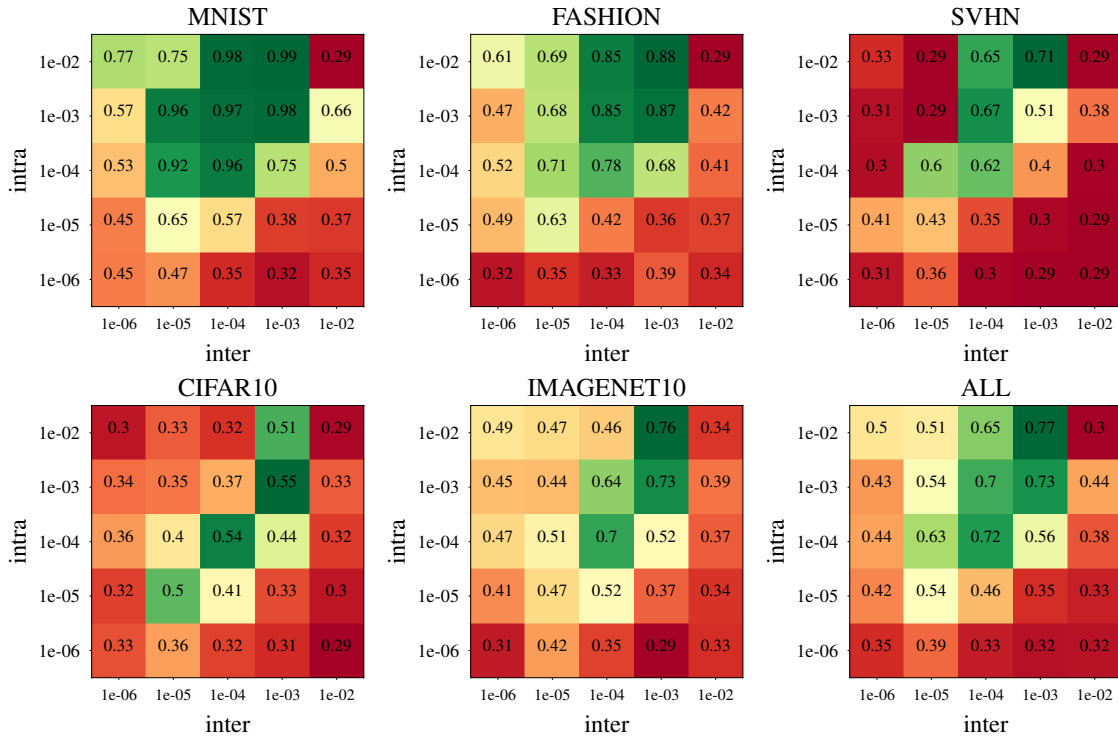 MNIST FASHION SVHN
1e-02 0.77 0.75 0.98 0.99 0.29 1e-02 0.61 0.69 0.85 0.88 0.29 1e-02 0.33 0.29 0.65 0.71 0.29
1e-03 0.57 0.96 0.97 0.98 0.66 1e-03 0.47 0.68 0.85 0.87 0.42 1e-03 0.31 0.29 0.67 0.51 0.38
intra 1e-04 0.53 0.92 0.96 0.75 0.5 intra 1e-04 0.52 0.71 0.78 0.68 0.41 intra 1e-04 0.3 0.6 0.62 0.4 0.3
1e-05 0.45 0.65 0.57 0.38 0.37 1e-05 0.49 0.63 0.42 0.36 0.37 1e-05 0.41 0.43 0.35 0.3 0.29
1e-06 0.45 0.47 0.35 0.32 0.35 1e-06 0.32 0.35 0.33 0.39 0.34 1e-06 0.31 0.36 0.3 0.29 0.29
1e-06 1e-05 1e-04 1e-03 1e-02 1e-06 1e-05 1e-04 1e-03 1e-02 1e-06 1e-05 1e-04 1e-03 1e-02
inter inter inter
CIFAR10 IMAGENET10 ALL
1e-02 0.3 0.33 0.32 0.51 0.29 1e-02 0.49 0.47 0.46 0.76 0.34 1e-02 0.5 0.51 0.65 0.77 0.3
1e-03 0.34 0.35 0.37 0.55 0.33 1e-03 0.45 0.44 0.64 0.73 0.39 1e-03 0.43 0.54 0.7 0.73 0.44
intra 1e-04 0.36 0.4 0.54 0.44 0.32 intra 1e-04 0.47 0.51 0.7 0.52 0.37 intra 1e-04 0.44 0.63 0.72 0.56 0.38
1e-05 0.32 0.5 0.41 0.33 0.3 1e-05 0.41 0.47 0.52 0.37 0.34 1e-05 0.42 0.54 0.46 0.35 0.33
1e-06 0.33 0.36 0.32 0.31 0.29 1e-06 0.31 0.42 0.35 0.29 0.33 1e-06 0.35 0.39 0.33 0.32 0.32
1e-06 1e-05 1e-04 1e-03 1e-02 1e-06 1e-05 1e-04 1e-03 1e-02 1e-06 1e-05 1e-04 1e-03 1e-02
inter inter inter